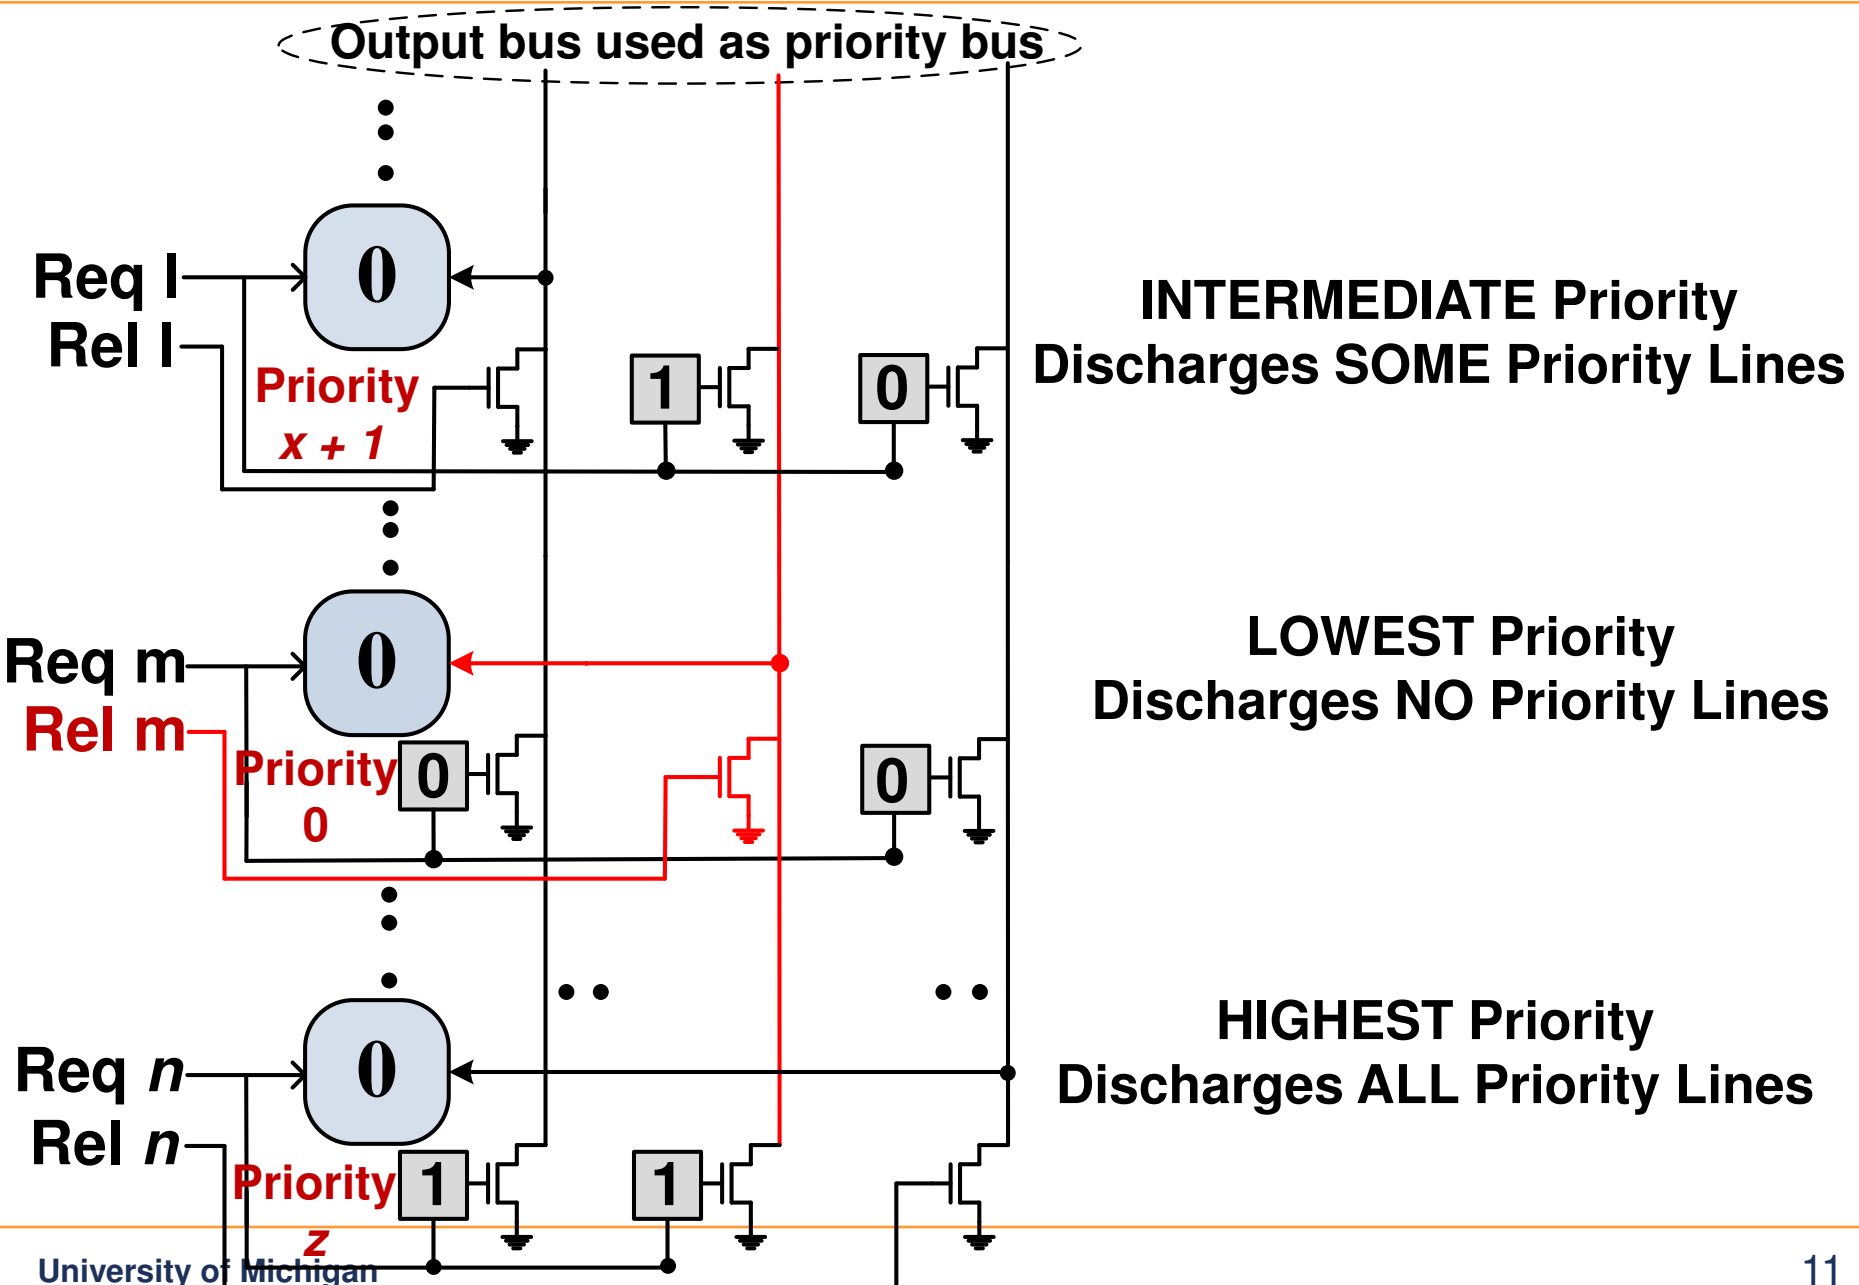 Output bus used as priority bus
Req l
0
Rel l
Priority
x + 1
1
0
INTERMEDIATE Priority
Discharges SOME Priority Lines
Req m
0
Rel m
Priority
0
0
0
LOWEST Priority
Discharges NO Priority Lines
Req n
0
Rel n
Priority
z
1
1
HIGHEST Priority
Discharges ALL Priority Lines
University of Michigan
11